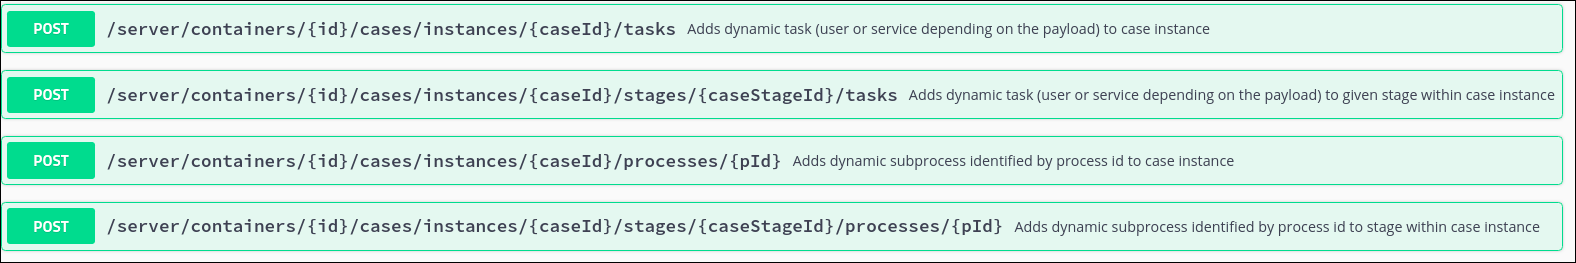 POST /server/containers/{id}/cases/instances/{caseId}/tasks Adds dynamic task (user or service depending on the payload) to case instance
POST /server/containers/{id}/cases/instances/{caseId}/stages/{caseStageId}/tasks Adds dynamic task (user or service depending on the payload) to given stage within case instance
POST /server/containers/{id}/cases/instances/{caseId}/processes/{pId} Adds dynamic subprocess identified by process id to case instance
POST /server/containers/{id}/cases/instances/{caseId}/stages/{caseStageId}/processes/{pId} Adds dynamic subprocess identified by process id to stage within case instance